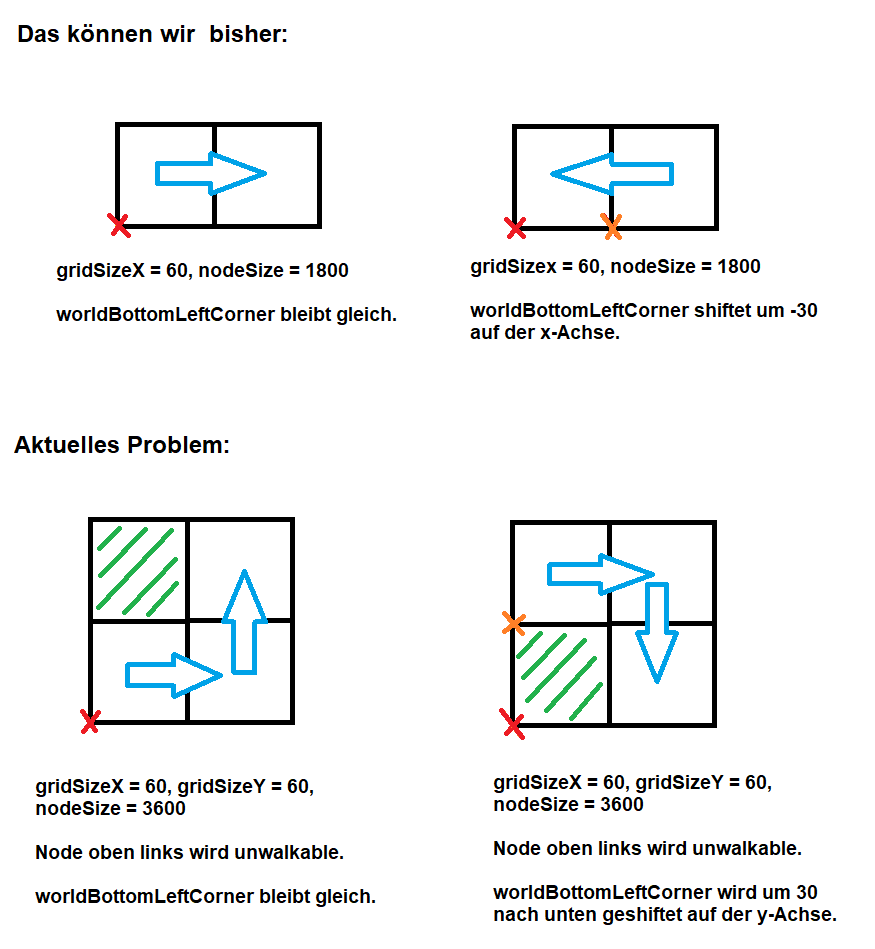 Das können wir  bisher:
gridSizeX = 60, nodeSize = 1800
worldBottomLeftCorner bleibt gleich.
gridSizex = 60, nodeSize = 1800
worldBottomLeftCorner shiftet um -30
auf der x-Achse.
Aktuelles Problem:
gridSizeX = 60, gridSizeY = 60,
nodeSize = 3600
Node oben links wird unwalkable.
worldBottomLeftCorner bleibt gleich.
gridSizeX = 60, gridSizeY = 60,
nodeSize = 3600
Node oben links wird unwalkable.
worldBottomLeftCorner wird um 30
nach unten geshiftet auf der y-Achse.